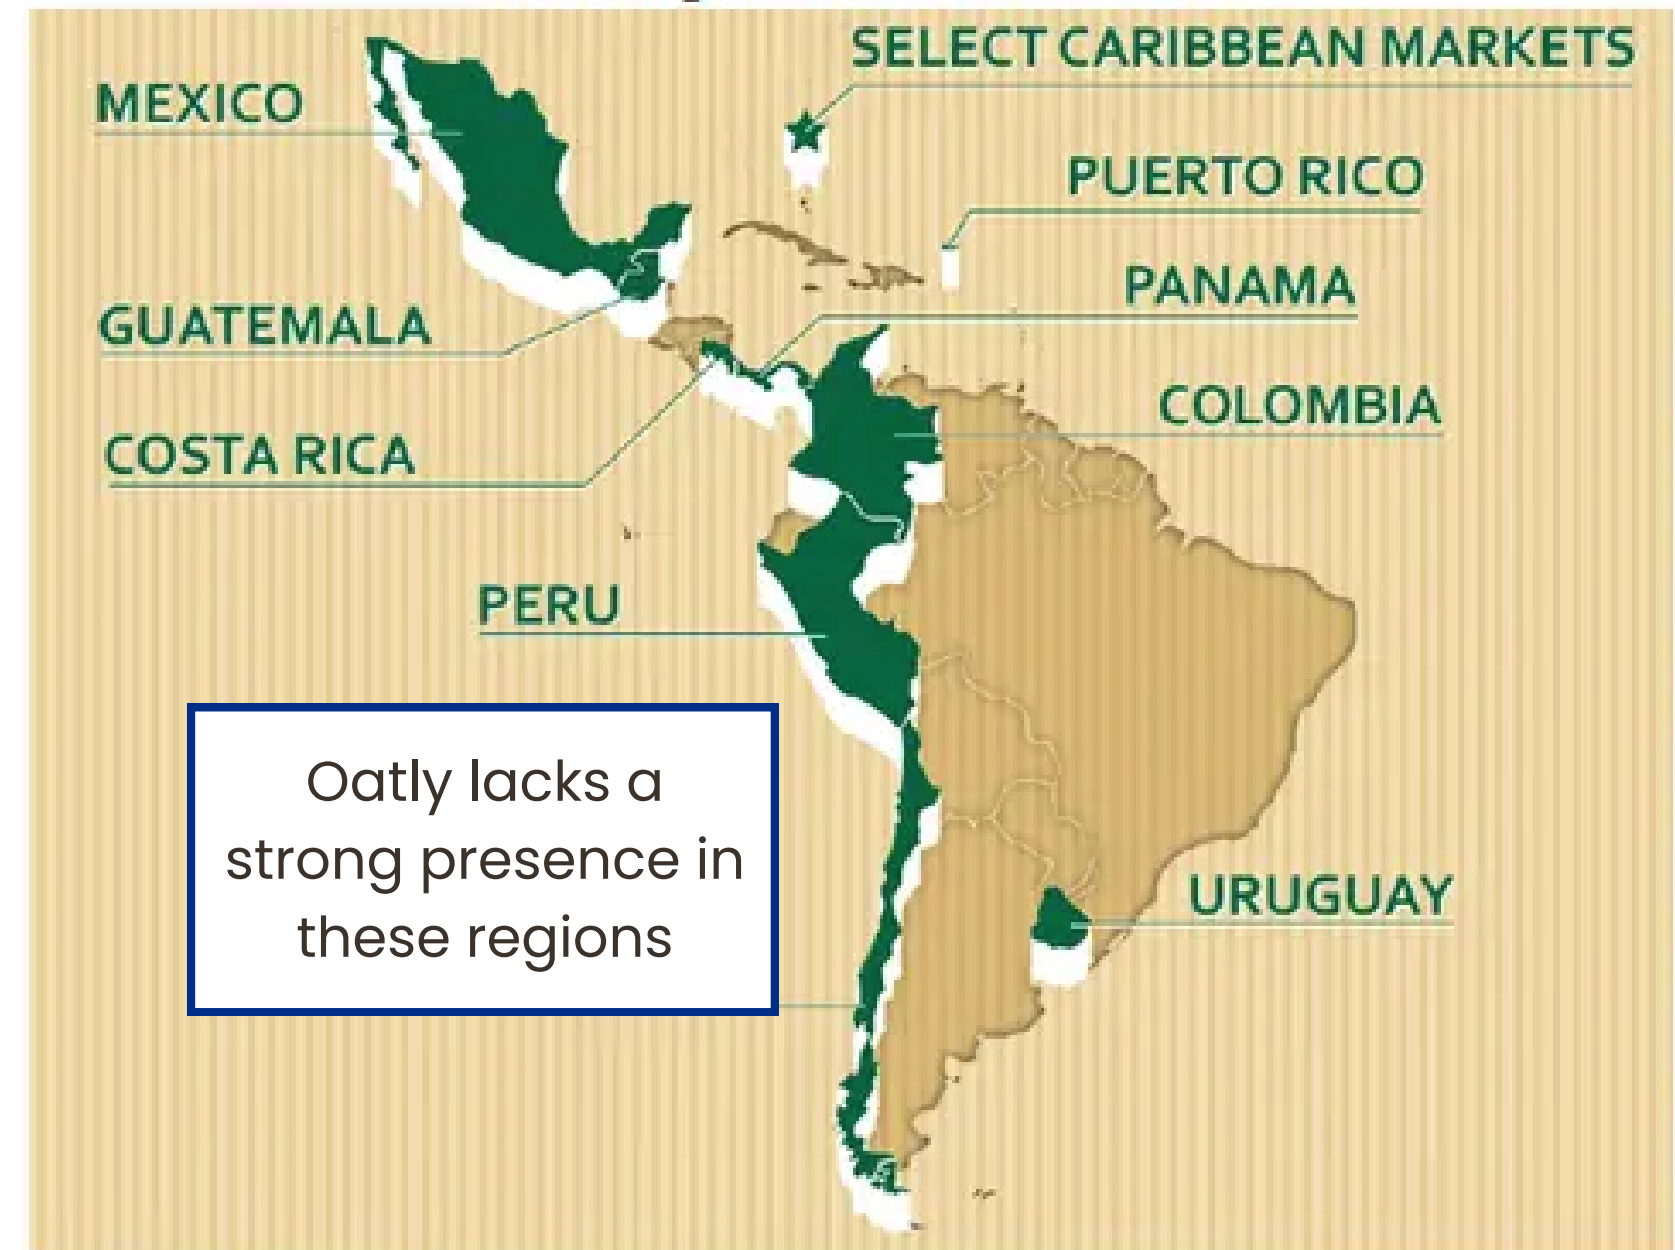 SELECT CARIBBEAN MARKETS
MEXICO
PUERTO RICO
PANAMA
GUATEMALA
COLOMBIA
COSTA RICA
PERU
Oatly lacks a
strong presence in
these regions
URUGUAY